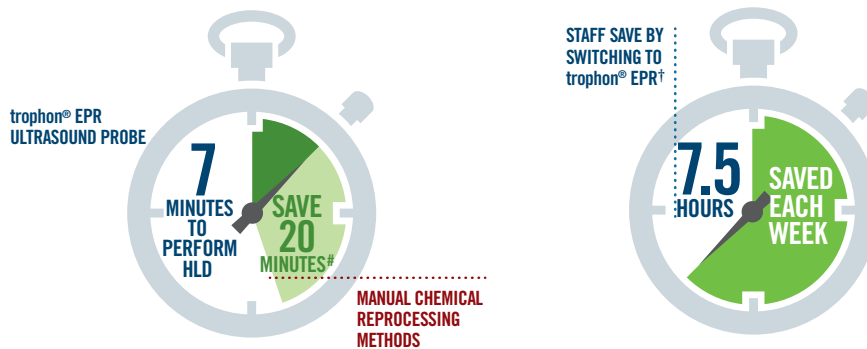 trophon® EPR
ULTRASOUND PROBE
7
MINUTES
TO
PERFORM
HLD
SAVE
20
MINUTES#
MANUAL CHEMICAL
REPROCESSING
METHODS
STAFF SAVE BY
SWITCHING TO
trophon® EPR†
7.5
HOURS
SAVED
EACH
WEEK